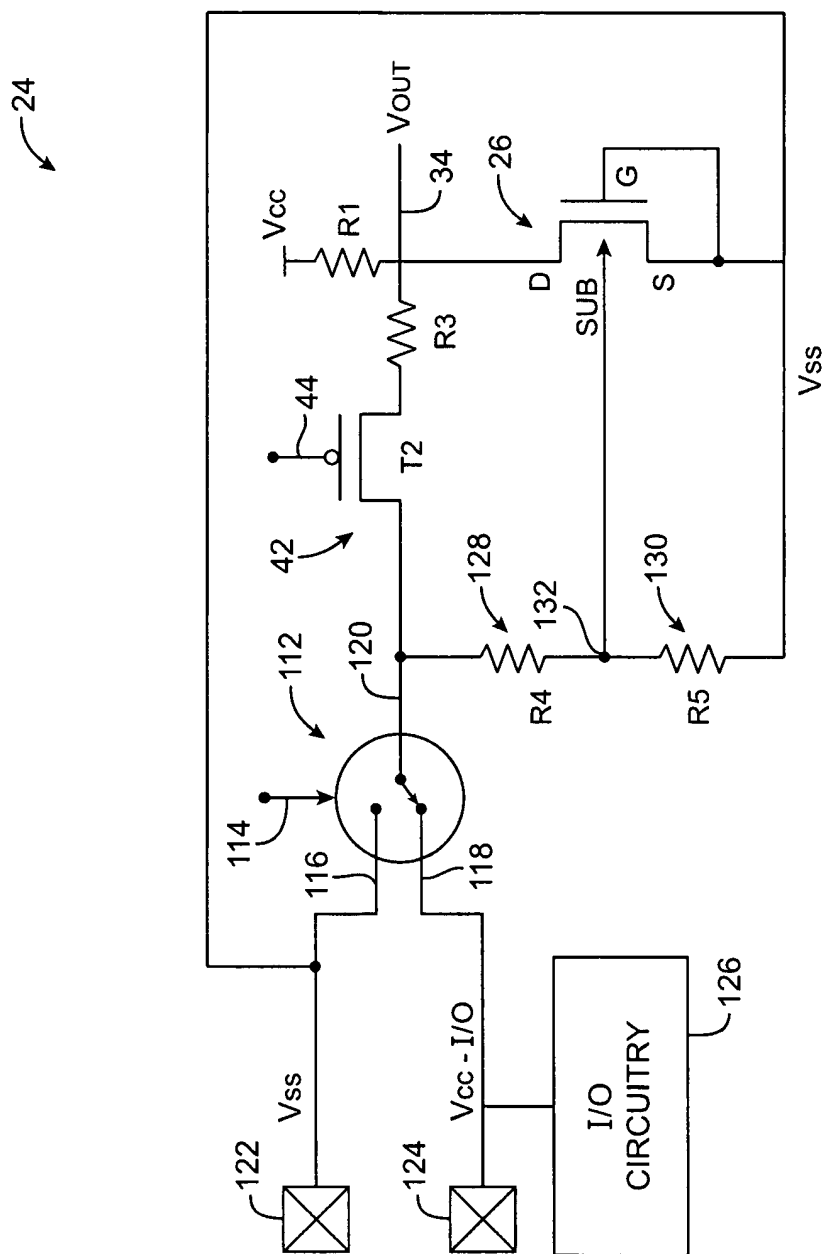 24
Vcc
R1
VOUT
34
26
G
D
S
SUB
R3
44
T2
42
Vss
128
132
130
R4
R5
120
112
114
116
118
Vss
Vcc - I/O
122
124
I/O
CIRCUITRY
126